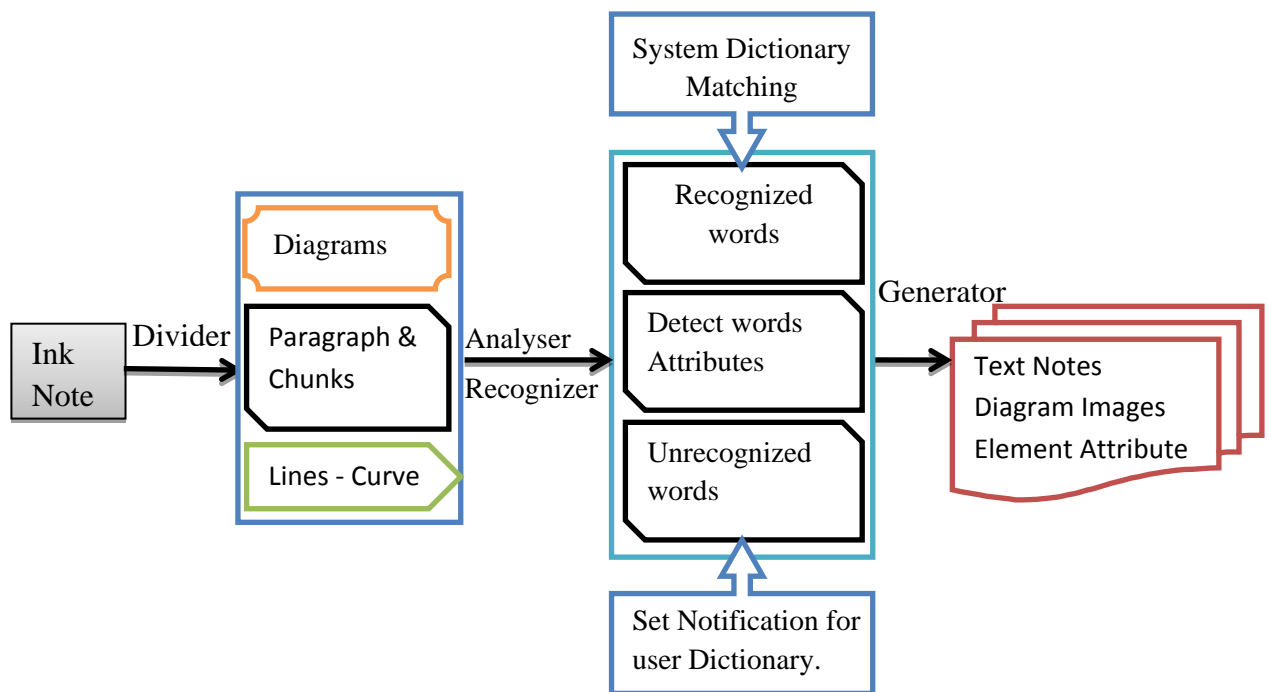 System Dictionary
Matching
Ink
Note
Divider
Diagrams
Paragraph &
Chunks
Lines - Curve
Analyser
Recognizer
Recognized
words
Detect words
Attributes
Unrecognized
words
Set Notification for
user Dictionary.
Generator
Text Notes
Diagram Images
Element Attribute